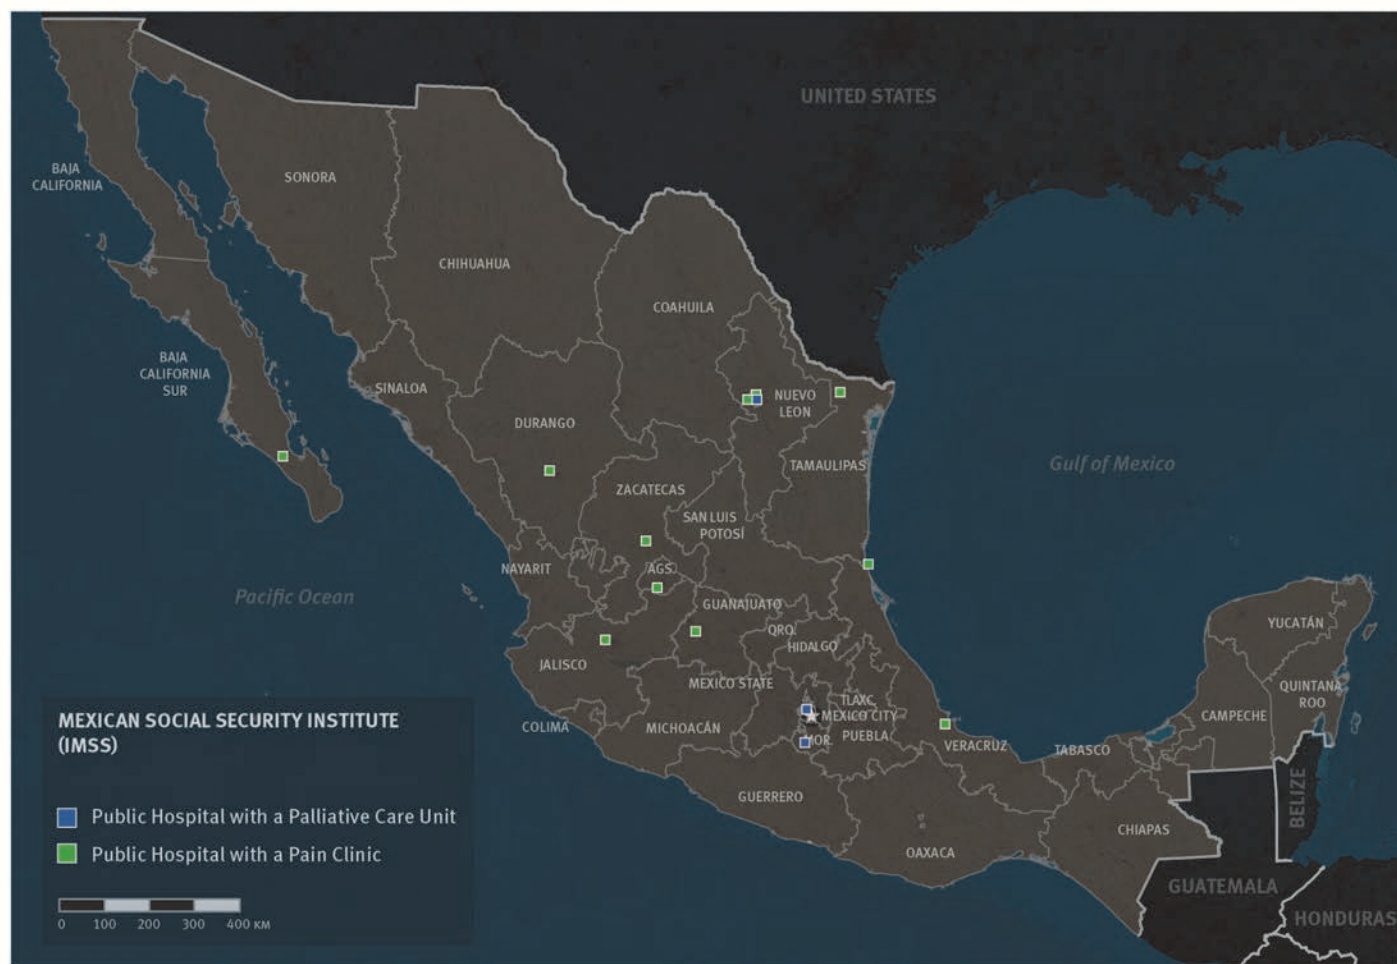 UNITED STATES
BAJA
CALIFORNIA
SONORA
CHIHUAHUA
COAHUILA
BAJA
CALIFORNIA
SUR
SINALOA
NUEVO
LEON
DURANGO
TAMAULIPAS
Gulf of Mexico
ZACATECAS
SAN LUIS
POTOSÍ
NAYARIT
AGS.
Pacific Ocean
GUANAJUATO
QRO.
HIDALGO
YUCATÁN
JALISCO
MEXICO STATE
QUINTANA
ROO
TLAXC.
MEXICO CITY
CAMPECHE
COLIMA
MICHOACÁN
MOR.
PUEBLA
VERACRUZ
TABASCO
GUERRERO
BELIZE
CHIAPAS
OAXACA
GUATEMALA
HONDURAS
MEXICAN SOCIAL SECURITY INSTITUTE
(IMSS)
Public Hospital with a Palliative Care Unit
Public Hospital with a Pain Clinic
0 100 200 300 400 KM